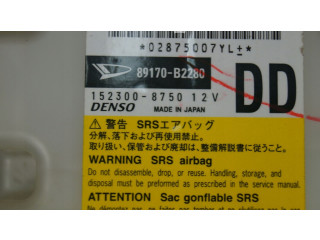 *02875007YL±*
89170-B2280
DD
152300-8750 12V
DENSO MADE IN JAPAN
警告 SRSエアバッグ
分解、落下および再使用禁止。
取り扱い、保管および廃却は、整備解説書に従うこと。
WARNING SRS airbag
Do not disassemble, drop, or reuse. Handling, storage, and
disposal must be preformed as prescribed in the service manual.
ATTENTION Sac gonflable SRS